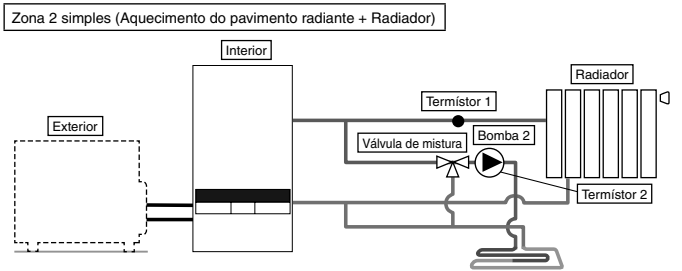 Zona 2 simples (Aquecimento do pavimento radiante + Radiador)
Interior
Radiador
Termístor 1
Exterior
Bomba 2
Válvula de mistura
Termístor 2